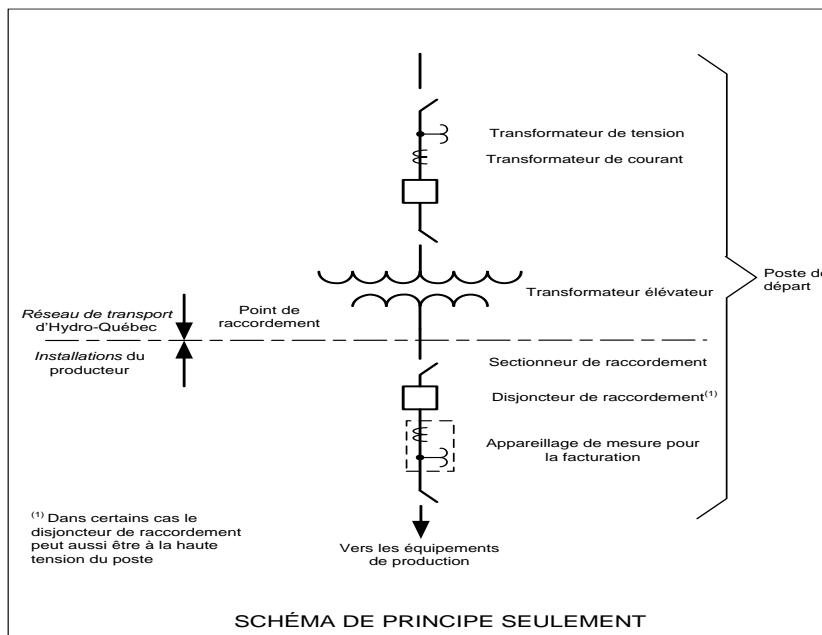 Transformateur de tension
Transformateur de courant
Transformateur élévateur
Poste de
départ
Réseau de transport
d'Hydro-Québec
Point de
raccordement
Installations du
producteur
Sectionneur de raccordement
Disjoncteur de raccordement(1)
Appareillage de mesure pour
la facturation
(1) Dans certains cas le
disjoncteur de raccordement
peut aussi être à la haute
tension du poste
Vers les équipements
de production
SCHÉMA DE PRINCIPE SEULEMENT